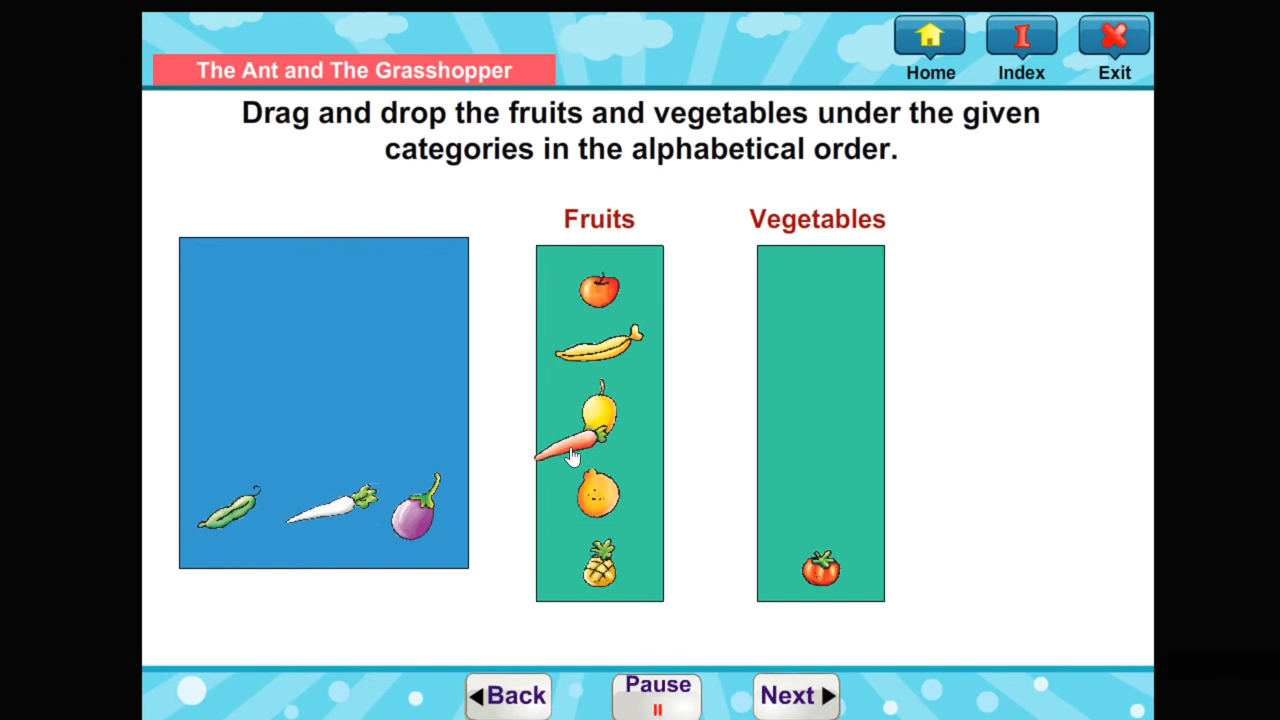 The Ant and The Grasshopper
Home
Index
Exit
Drag and drop the fruits and vegetables under the given
categories in the alphabetical order.
Fruits
Vegetables
Back
Pause
Next